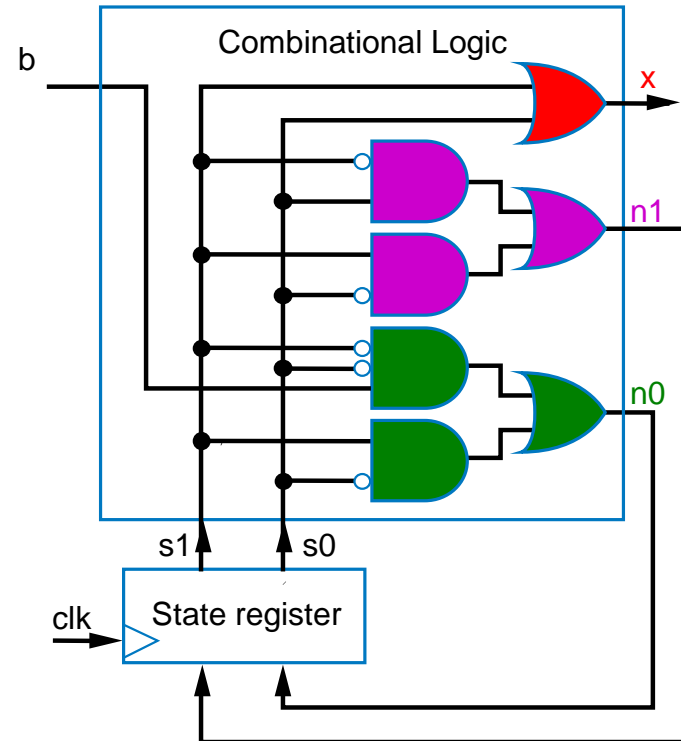 Combinational Logic
b
x
n1
n0
s1
s0
State register
clk